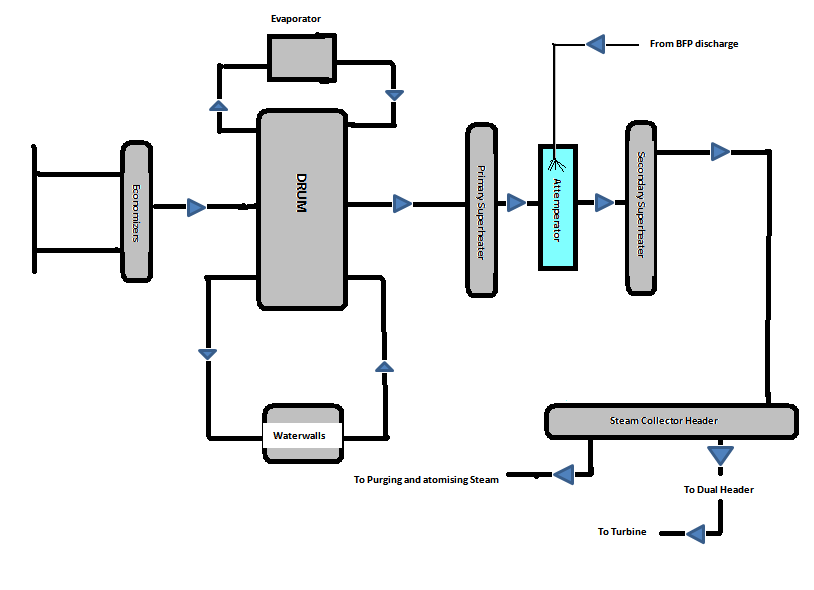 Evaporator
From BFP discharge
Economizers
DRUM
Primary Superheater
Attemperator
Secondary Superheater
Waterwalls
Steam Collector Header
To Purging and atomising Steam
To Dual Header
To Turbine